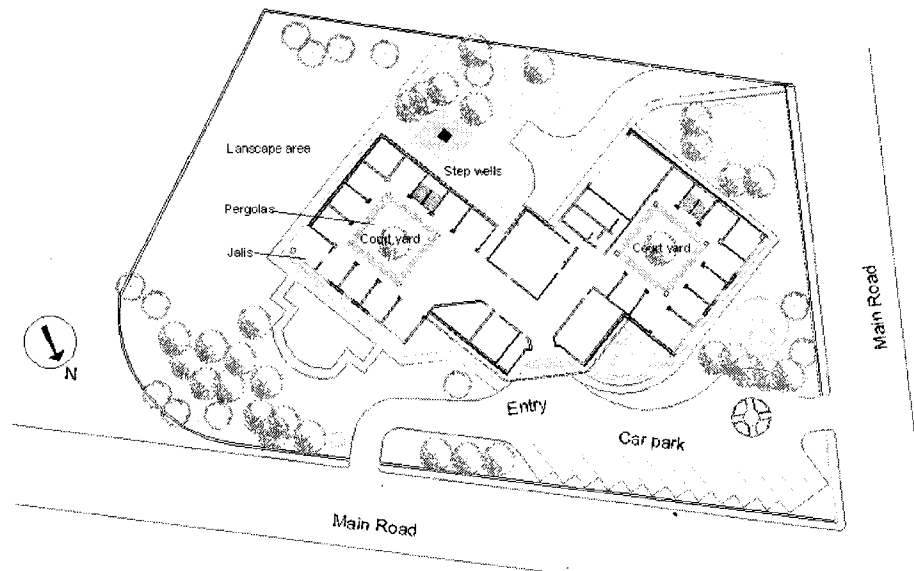 Lanscape area
Step wells
Pergolas
Court yard
Court yard
Jalis
Main Road
N
Entry
Car park
Main Road